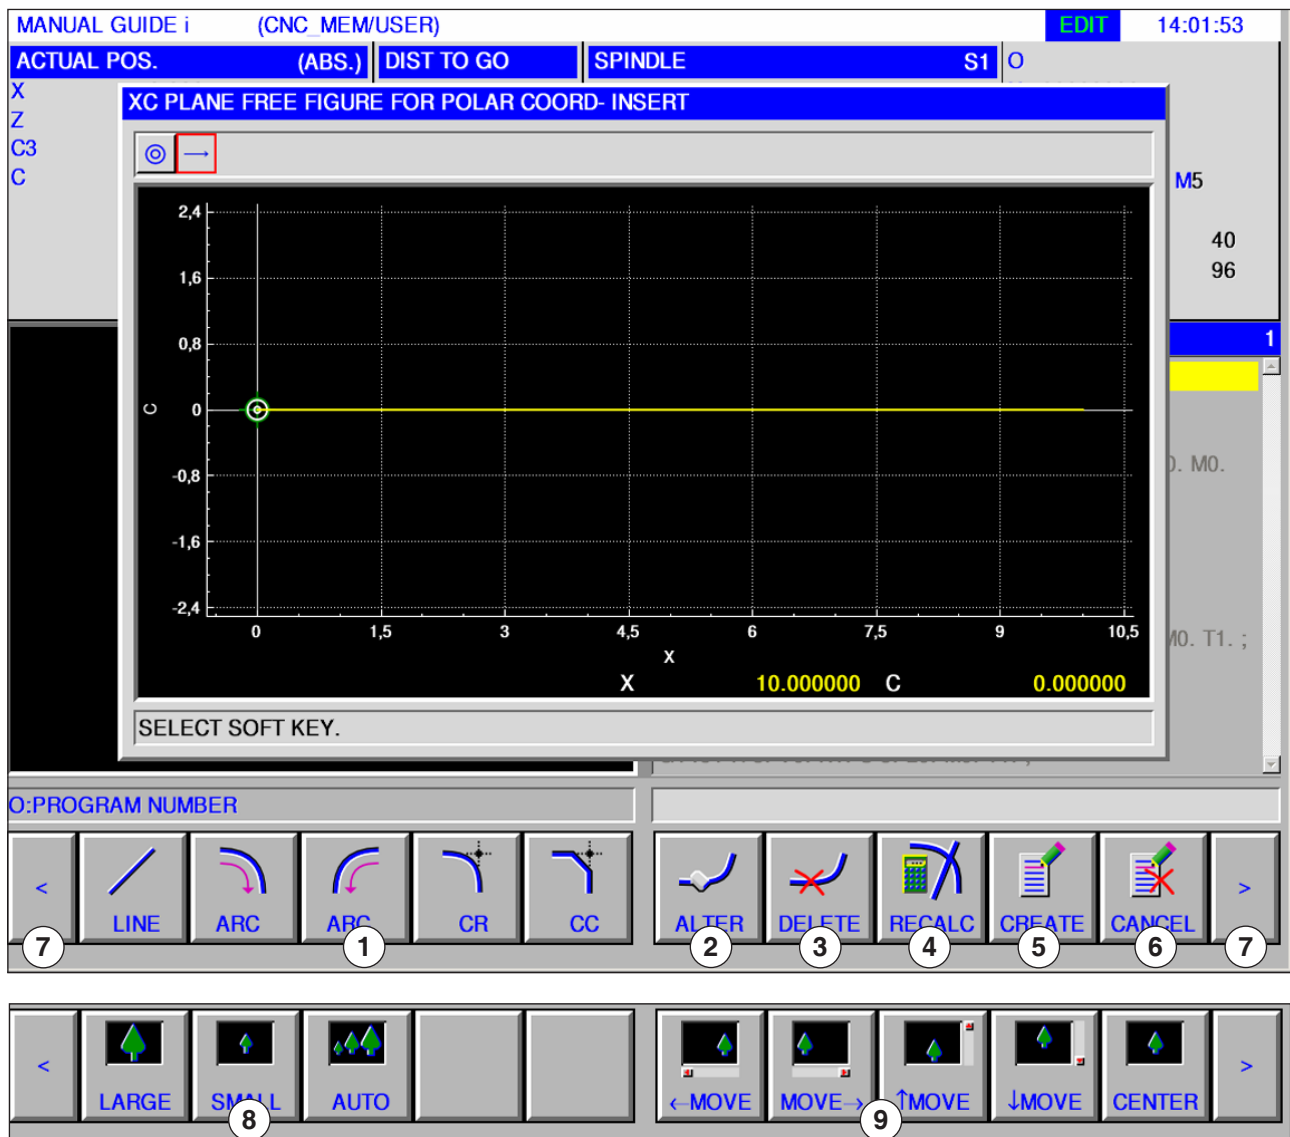 MANUAL GUIDE i (CNC_MEM/USER) EDIT 14:01:53
ACTUAL POS. (ABS.) DIST TO GO SPINDLE S1 O
X
Z
C3
C
XC PLANE FREE FIGURE FOR POLAR COORD- INSERT
M5
40
96
1
2,4
1,6
0,8
C 0
-0,8
-1,6
-2,4
0 1,5 3 4,5 6 7,5 9 10,5
X
X 10.000000 C 0.000000
0. M0.
M0. T1. ;
SELECT SOFT KEY.
O:PROGRAM NUMBER
< LINE ARC ARC CR CC ALTER DELETE RECALC CREATE CANCEL >
7 1 2 3 4 5 6 7
< LARGE SMALL AUTO ←MOVE MOVE→ ↑MOVE ↓MOVE CENTER >
8 9